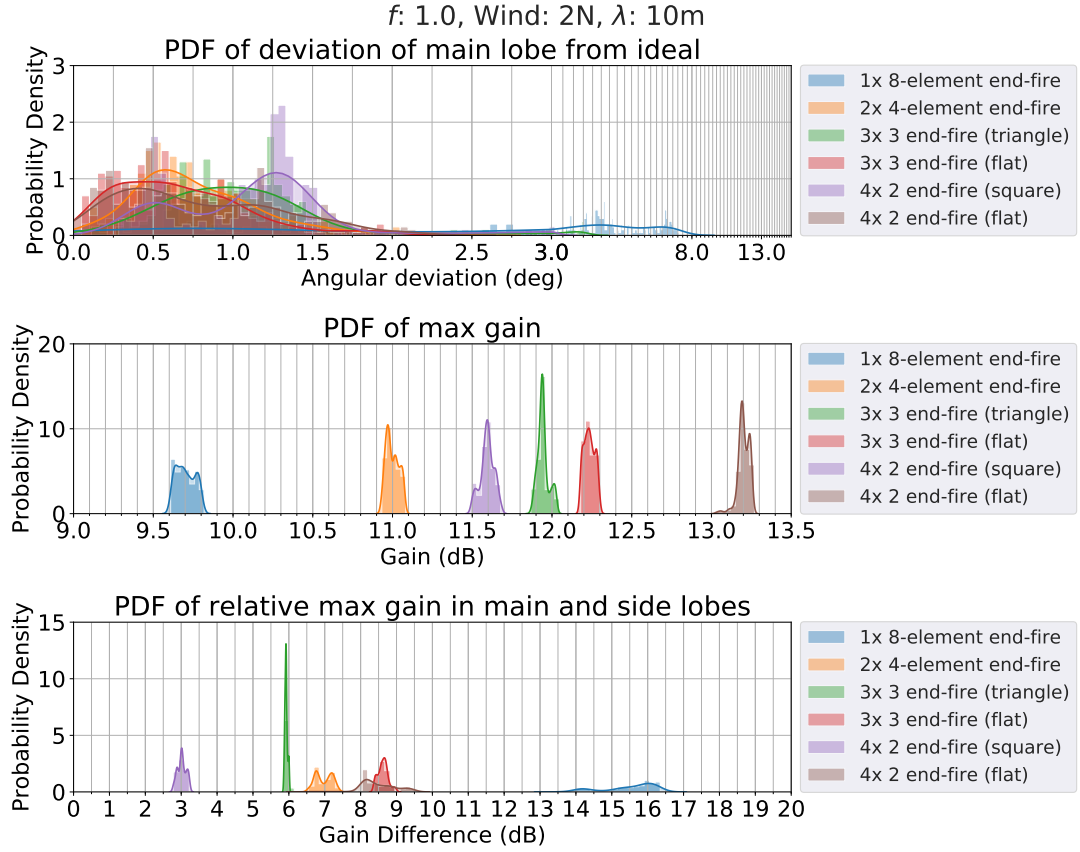 f: 1.0, Wind: 2N, λ: 10m
PDF of deviation of main lobe from ideal
Probability Density
3
2
1
0
0.0 0.5 1.0 1.5 2.0 2.5 3.0 3.0 8.0 13.0
Angular deviation (deg)
1x 8-element end-fire
2x 4-element end-fire
3x 3 end-fire (triangle)
3x 3 end-fire (flat)
4x 2 end-fire (square)
4x 2 end-fire (flat)
PDF of max gain
Probability Density
20
10
0
9.0 9.5 10.0 10.5 11.0 11.5 12.0 12.5 13.0 13.5
Gain (dB)
1x 8-element end-fire
2x 4-element end-fire
3x 3 end-fire (triangle)
3x 3 end-fire (flat)
4x 2 end-fire (square)
4x 2 end-fire (flat)
PDF of relative max gain in main and side lobes
Probability Density
15
10
5
0
0 1 2 3 4 5 6 7 8 9 10 11 12 13 14 15 16 17 18 19 20
Gain Difference (dB)
1x 8-element end-fire
2x 4-element end-fire
3x 3 end-fire (triangle)
3x 3 end-fire (flat)
4x 2 end-fire (square)
4x 2 end-fire (flat)